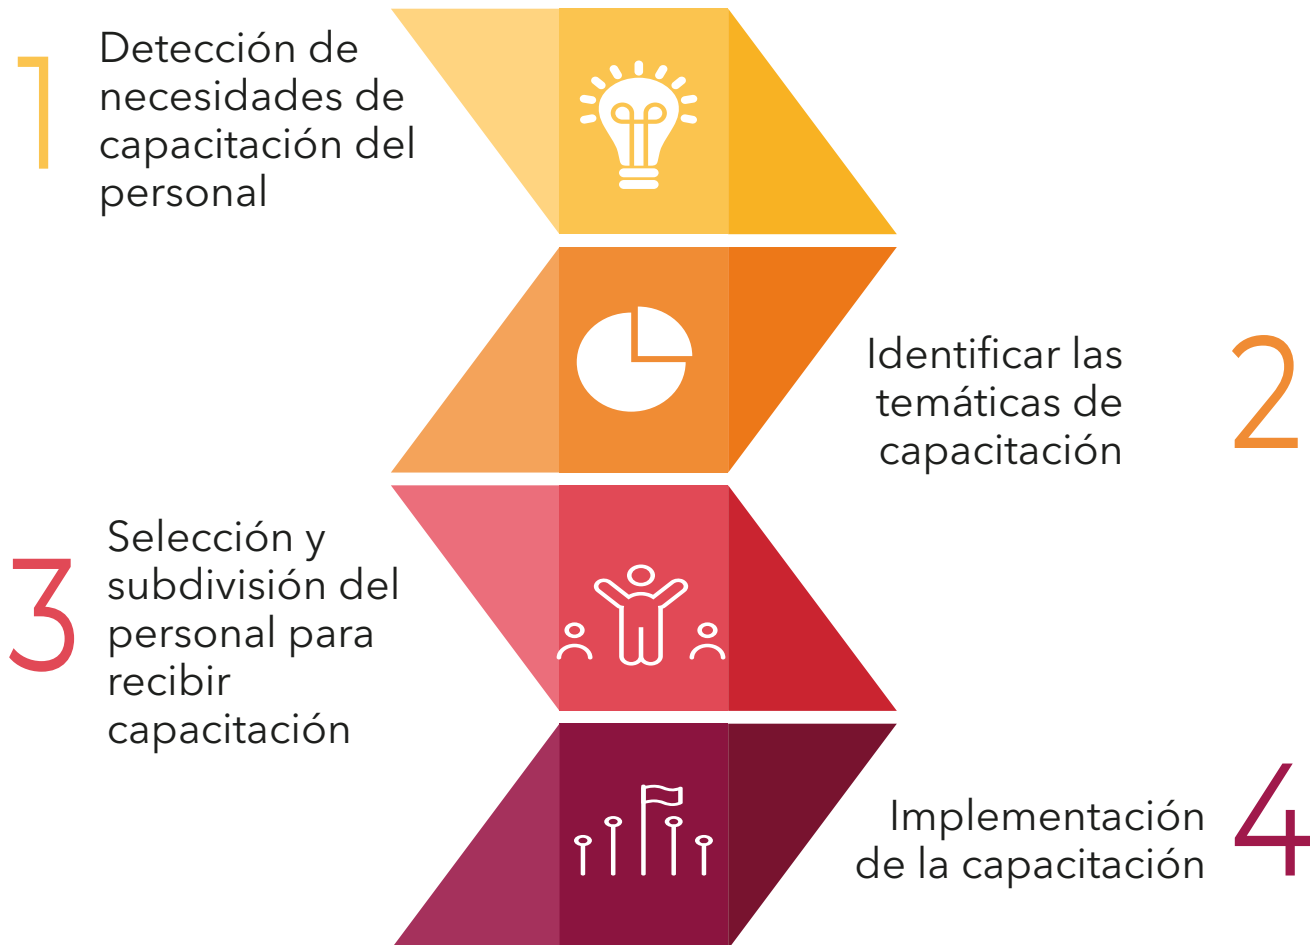 1
Detección de
necesidades de
capacitación del
personal
Identificar las
temáticas de
capacitación
2
3
Selección y
subdivisión del
personal para
recibir
capacitación
Implementación
de la capacitación
4